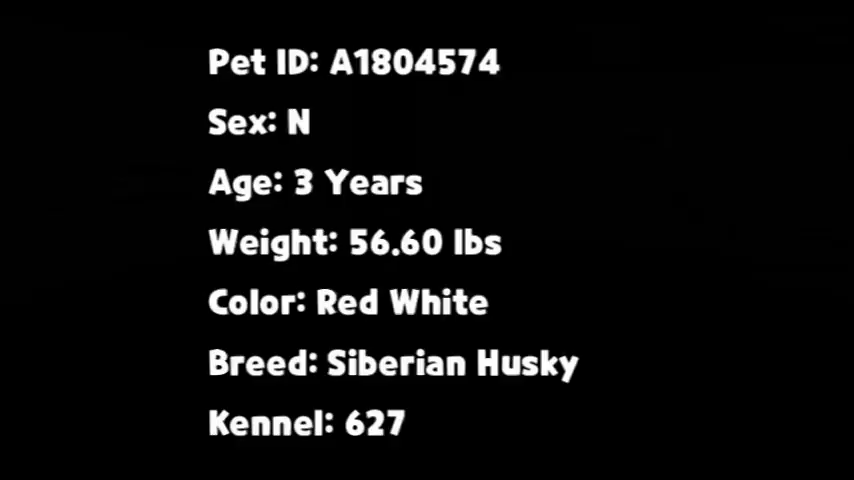 Pet ID: A1804574
Sex: N
Age: 3 Years
Weight: 56.60 lbs
Color: Red White
Breed: Siberian Husky
Kennel: 627